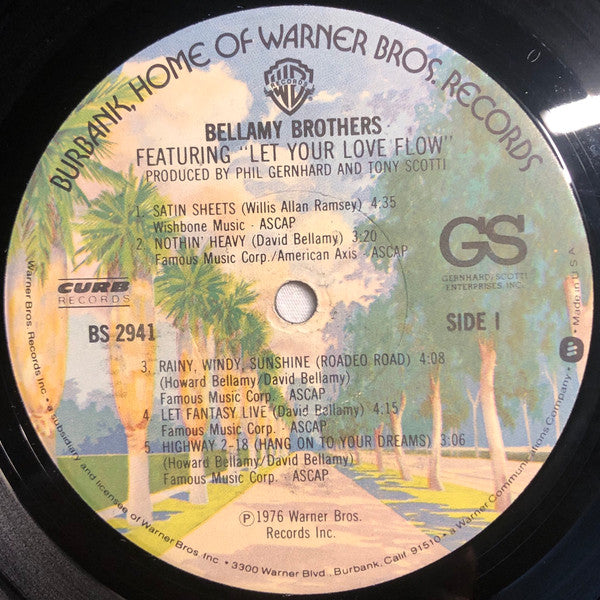 BURBANK, HOME OF WARNER BROS. RECORDS
RECORDS
BELLAMY BROTHERS
FEATURING "LET YOUR LOVE FLOW"
PRODUCED BY PHIL GERNHARD AND TONY SCOTTI
1. SATIN SHEETS (Willis Allan Ramsey) 4:35
Wishbone Music · ASCAP
2. NOTHIN' HEAVY (David Bellamy) 3:20
Famous Music Corp./American Axis · ASCAP
GS
GERNHARD/SCOTTI
ENTERPRISES, INC.
CURB
RECORDS
BS 2941
SIDE I
3. RAINY, WINDY, SUNSHINE (ROADEO ROAD) 4:08
(Howard Bellamy/David Bellamy)
Famous Music Corp. · ASCAP
4. LET FANTASY LIVE (David Ballamy) 4:15
Famous Music Corp. · ASCAP
5. HIGHWAY 2-18 (HANG ON TO YOUR DREAMS) 3:06
(Howard Bellamy/David Bellamy)
Famous Music Corp. · ASCAP
℗ 1976 Warner Bros.
Records Inc.
Warner Bros. Records Inc. • a subsidiary and licensee of Warner Bros. Inc. • 3300 Warner Blvd., Burbank, Calif. 91510 • a Warner Communications Company • Made in U.S.A.